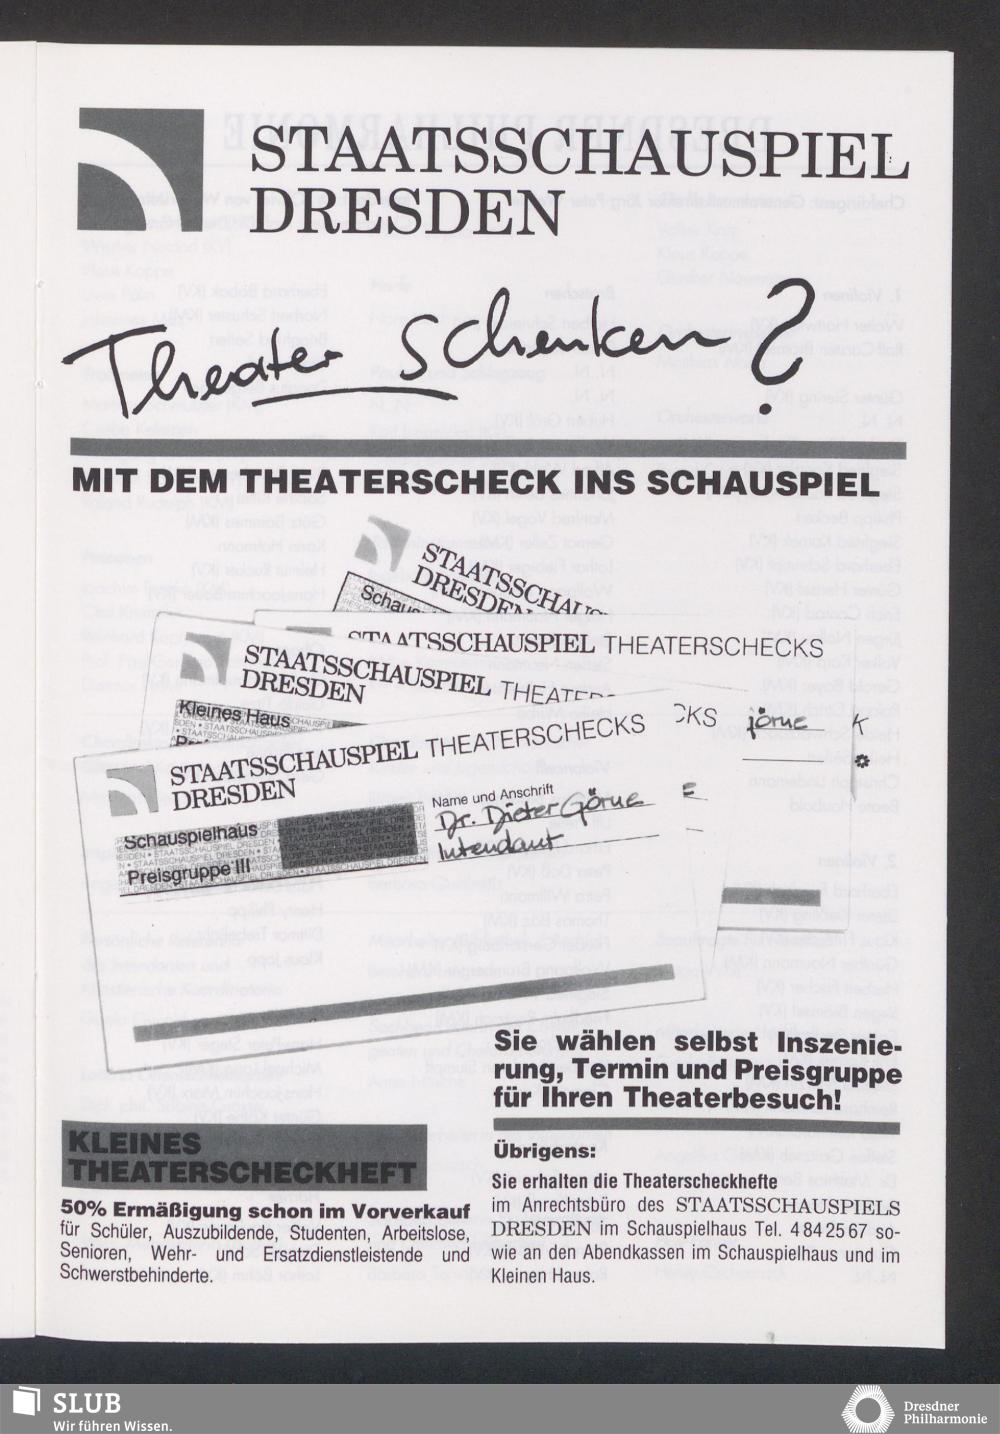 STAATSSCHAUSPIEL
DRESDEN
Theater schenken?
MIT DEM THEATERSCHECK INS SCHAUSPIEL
STAATSSCHAUS
DRESDEN
STAATSSCHAUSPIEL THEATERSCHECKS
STAATSSCHAUSPIEL THEATER
DRESDEN
Kleines Haus
CKS
Jörne
STAATSSCHAUSPIEL THEATERSCHECKS
DRESDEN
Name und Anschrift
Dr. Dieter Görne
Intendant
Schauspielhaus
Preisgruppe III
Sie wählen selbst Inszenie-
rung, Termin und Preisgruppe
für Ihren Theaterbesuch!
KLEINES
THEATERSCHECKHEFT
50% Ermäßigung schon im Vorverkauf
für Schüler, Auszubildende, Studenten, Arbeitslose,
Senioren, Wehr- und Ersatzdienstleistende und
Schwerstbehinderte.
Übrigens:
Sie erhalten die Theaterscheckhefte
im Anrechtsbüro des STAATSSCHAUSPIELS
DRESDEN im Schauspielhaus Tel. 4 84 25 67 so-
wie an den Abendkassen im Schauspielhaus und im
Kleinen Haus.
SLUB
Wir führen Wissen.
Dresdner
Philharmonie